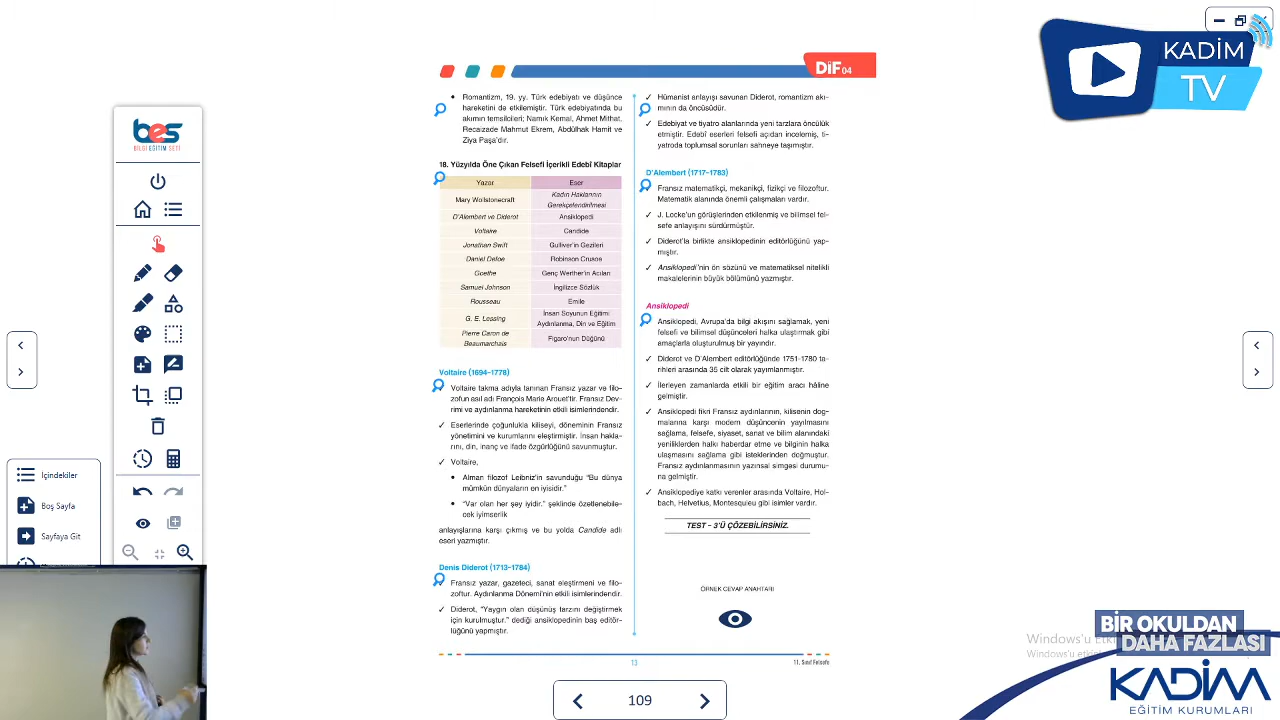 KADİM
TV
DİF 04
bes
BİLGİ EĞİTİM SETİ
İçindekiler
Boş Sayfa
Sayfaya Git
• Romantizm, 19. yy. Türk edebiyatı ve düşünce
hareketini de etkilemiştir. Türk edebiyatında bu
akımın temsilcileri; Namık Kemal, Ahmet Mithat,
Recaizade Mahmut Ekrem, Abdülhak Hamit ve
Ziya Paşa'dır.
18. Yüzyılda Öne Çıkan Felsefi İçerikli Edebî Kitaplar
Yazar Eser
Mary Wollstonecraft Kadın Haklarının
Gerekçelendirilmesi
D'Alembert ve Diderot Ansiklopedi
Voltaire Candide
Jonathan Swift Gulliver'in Gezileri
Daniel Defoe Robinson Crusoe
Goethe Genç Werther'in Acıları
Samuel Johnson İngilizce Sözlük
Rousseau Emile
G. E. Lessing İnsan Soyunun Eğitimi
Aydınlanma, Din ve Eğitim
Pierre Caron de
Beaumarchais Figaro'nun Düğünü
Voltaire (1694-1778)
Voltaire takma adıyla tanınan Fransız yazar ve filo-
zofun asıl adı François Marie Arouet'tir. Fransız Dev-
rimi ve aydınlanma hareketinin etkili isimlerindendir.
✓ Eserlerinde çoğunlukla kiliseyi, döneminin Fransız
yönetimini ve kurumlarını eleştirmiştir. İnsan hakla-
rını, din, inanç ve ifade özgürlüğünü savunmuştur.
✓ Voltaire,
• Alman filozof Leibniz'in savunduğu "Bu dünya
mümkün dünyaların en iyisidir."
• "Var olan her şey iyidir." şeklinde özetlenebile-
cek iyimserlik
anlayışlarına karşı çıkmış ve bu yolda Candide adlı
eseri yazmıştır.
Denis Diderot (1713-1784)
✓ Fransız yazar, gazeteci, sanat eleştirmeni ve filo-
zoftur. Aydınlanma Dönemi'nin etkili isimlerindendir.
✓ Diderot, "Yaygın olan düşünüş tarzını değiştirmek
için kurulmuştur." dediği ansiklopedinin baş editör-
lüğünü yapmıştır.
✓ Hümanist anlayışı savunan Diderot, romantizm akı-
mının da öncüsüdür.
✓ Edebiyat ve tiyatro alanlarında yeni tarzlara öncülük
etmiştir. Edebî eserleri felsefi açıdan incelemiş, ti-
yatroda toplumsal sorunları sahneye taşımıştır.
D'Alembert (1717-1783)
✓ Fransız matematikçi, mekanikçi, fizikçi ve filozoftur.
Matematik alanında önemli çalışmaları vardır.
✓ J. Locke'un görüşlerinden etkilenmiş ve bilimsel fel-
sefe anlayışını sürdürmüştür.
✓ Diderot'la birlikte ansiklopedinin editörlüğünü yap-
mıştır.
✓ Ansiklopedi'nin ön sözünü ve matematiksel nitelikli
makalelerinin büyük bölümünü yazmıştır.
Ansiklopedi
✓ Ansiklopedi, Avrupa'da bilgi akışını sağlamak, yeni
felsefi ve bilimsel düşünceleri halka ulaştırmak gibi
amaçlarla oluşturulmuş bir yayındır.
✓ Diderot ve D'Alembert editörlüğünde 1751-1780 ta-
rihleri arasında 35 cilt olarak yayımlanmıştır.
✓ İlerleyen zamanlarda etkili bir eğitim aracı hâline
gelmiştir.
✓ Ansiklopedi fikri Fransız aydınlarının, kilisenin dog-
malarına karşı modern düşüncenin yayılmasını
sağlama, felsefe, siyaset, sanat ve bilim alanındaki
yeniliklerden halkı haberdar etme ve bilginin halka
ulaşmasını sağlama gibi isteklerinden doğmuştur.
Fransız aydınlanmasının yazınsal simgesi durumu-
na gelmiştir.
✓ Ansiklopediye katkı verenler arasında Voltaire, Hol-
bach, Helvetius, Montesquieu gibi isimler vardır.
TEST – 3'Ü ÇÖZEBİLİRSİNİZ.
ÖRNEK CEVAP ANAHTARI
13
11. Sınıf Felsefe
109
Windows'u Etki
Windows'u etki
BİR OKULDAN
DAHA FAZLASI
KADİM
EĞİTİM KURUMLARI